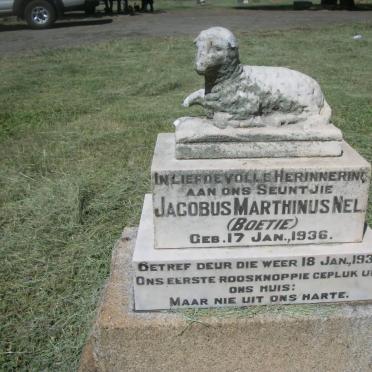 IN LIEFDEVOLLE HERINNERING
AAN ONS SEUNTJIE
JACOBUS MARTHINUS NEL
(BOETIE)
GEB. 17 JAN., 1936.
GETREF DEUR DIE WEER 18 JAN., 193
ONS EERSTE ROOSKNOPPIE GEPLUK U
ONS HUIS:
MAAR NIE UIT ONS HARTE.